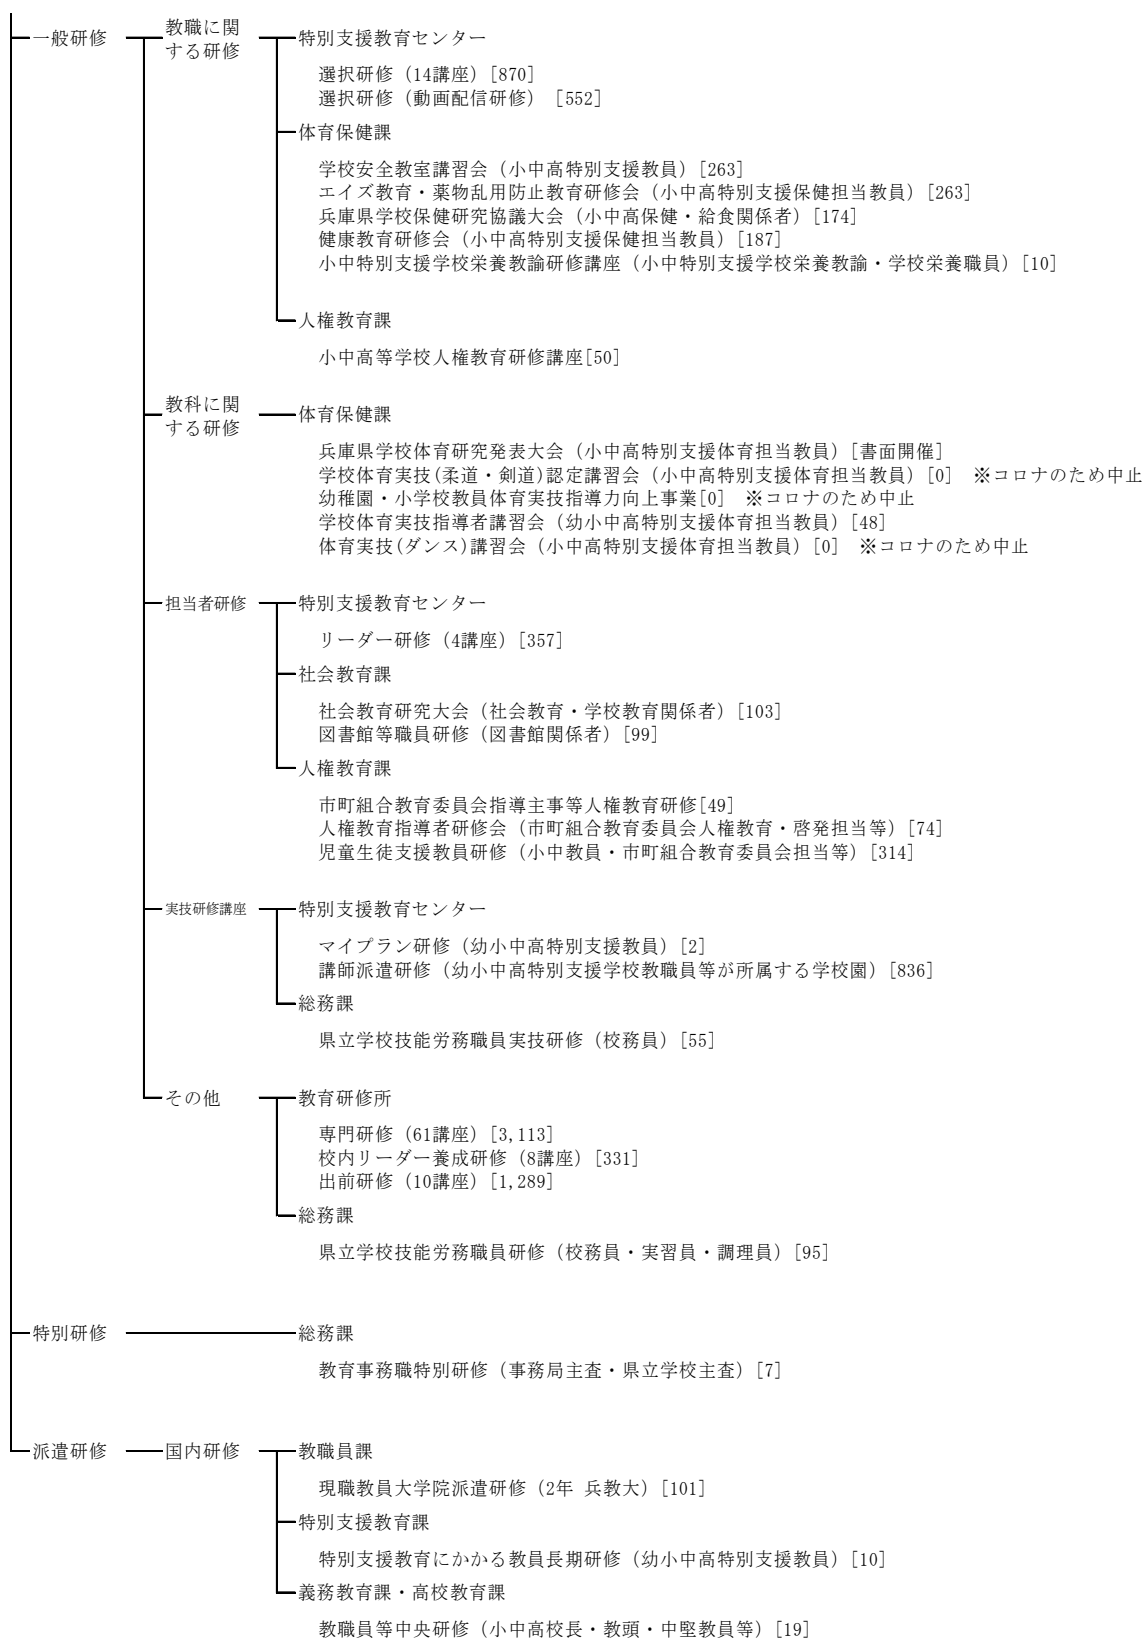 一般研修
教職に関
する研修
特別支援教育センター
選択研修（14講座）[870]
選択研修（動画配信研修） [552]
体育保健課
学校安全教室講習会（小中高特別支援教員）[263]
エイズ教育・薬物乱用防止教育研修会（小中高特別支援保健担当教員）[263]
兵庫県学校保健研究協議大会（小中高保健・給食関係者）[174]
健康教育研修会（小中高特別支援保健担当教員）[187]
小中特別支援学校栄養教諭研修講座（小中特別支援学校栄養教諭・学校栄養職員）[10]
人権教育課
小中高等学校人権教育研修講座[50]
教科に関
する研修
体育保健課
兵庫県学校体育研究発表大会（小中高特別支援体育担当教員）[書面開催]
学校体育実技(柔道・剣道)認定講習会（小中高特別支援体育担当教員）[0] ※コロナのため中止
幼稚園・小学校教員体育実技指導力向上事業[0] ※コロナのため中止
学校体育実技指導者講習会（幼小中高特別支援体育担当教員）[48]
体育実技(ダンス)講習会（小中高特別支援体育担当教員）[0] ※コロナのため中止
担当者研修
特別支援教育センター
リーダー研修（4講座）[357]
社会教育課
社会教育研究大会（社会教育・学校教育関係者）[103]
図書館等職員研修（図書館関係者）[99]
人権教育課
市町組合教育委員会指導主事等人権教育研修[49]
人権教育指導者研修会（市町組合教育委員会人権教育・啓発担当等）[74]
児童生徒支援教員研修（小中教員・市町組合教育委員会担当等）[314]
実技研修講座
特別支援教育センター
マイプラン研修（幼小中高特別支援教員）[2]
講師派遣研修（幼小中高特別支援学校教職員等が所属する学校園）[836]
総務課
県立学校技能労務職員実技研修（校務員）[55]
その他
教育研修所
専門研修（61講座）[3,113]
校内リーダー養成研修（8講座）[331]
出前研修（10講座）[1,289]
総務課
県立学校技能労務職員研修（校務員・実習員・調理員）[95]
特別研修
総務課
教育事務職特別研修（事務局主査・県立学校主査）[7]
派遣研修
国内研修
教職員課
現職教員大学院派遣研修（2年 兵教大）[101]
特別支援教育課
特別支援教育にかかる教員長期研修（幼小中高特別支援教員）[10]
義務教育課・高校教育課
教職員等中央研修（小中高校長・教頭・中堅教員等）[19]